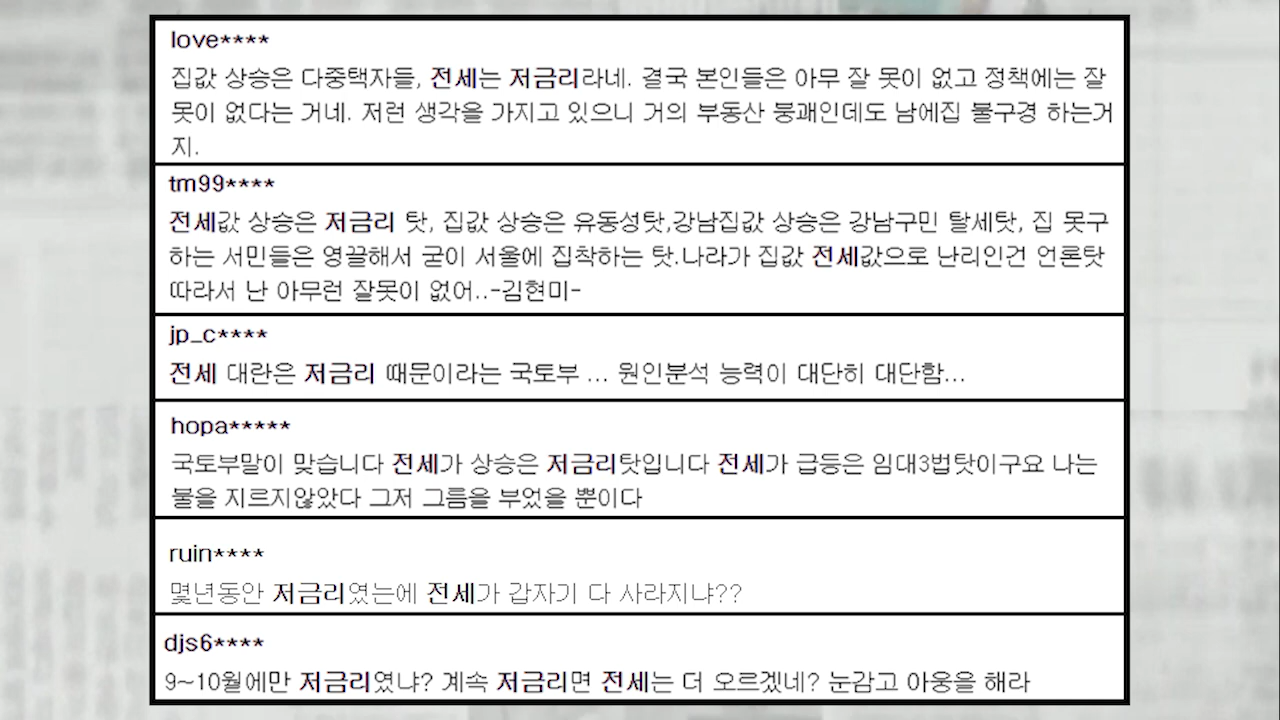 love****
집값 상승은 다중택자들, 전세는 저금리라네. 결국 본인들은 아무 잘 못이 없고 정책에는 잘
못이 없다는 거네. 저런 생각을 가지고 있으니 거의 부동산 붕괘인데도 남에집 불구경 하는거
지.
tm99****
전세값 상승은 저금리 탓, 집값 상승은 유동성탓,강남집값 상승은 강남구민 탈세탓, 집 못구
하는 서민들은 영끌해서 굳이 서울에 집착하는 탓.나라가 집값 전세값으로 난리인건 언론탓
따라서 난 아무런 잘못이 없어..-김현미-
jp_c****
전세 대란은 저금리 때문이라는 국토부 ... 원인분석 능력이 대단히 대단함...
hopa*****
국토부말이 맞습니다 전세가 상승은 저금리탓입니다 전세가 급등은 임대3법탓이구요 나는
불을 지르지않았다 그저 그름을 부었을 뿐이다
ruin****
몇년동안 저금리였는에 전세가 갑자기 다 사라지냐??
djs6****
9~10월에만 저금리였냐? 계속 저금리면 전세는 더 오르겠네? 눈감고 아웅을 해라